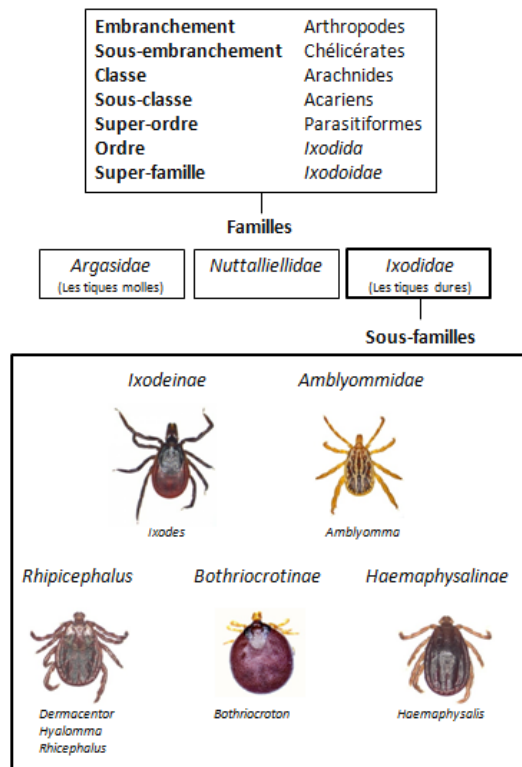 Embranchement Arthropodes
Sous-embranchement Chélicérates
Classe Arachnides
Sous-classe Acariens
Super-ordre Parasitiformes
Ordre Ixodida
Super-famille Ixodoidae
Familles
Argasidae Nuttalliellidae Ixodidae
(Les tiques molles) (Les tiques dures)
Sous-familles
Ixodeinae Amblyommidae
Ixodes Amblyomma
Rhipicephalus Bothriocrotinae Haemaphysalinae
Dermacentor Bothriocroton Haemaphysalis
Hyalomma
Rhicephalus